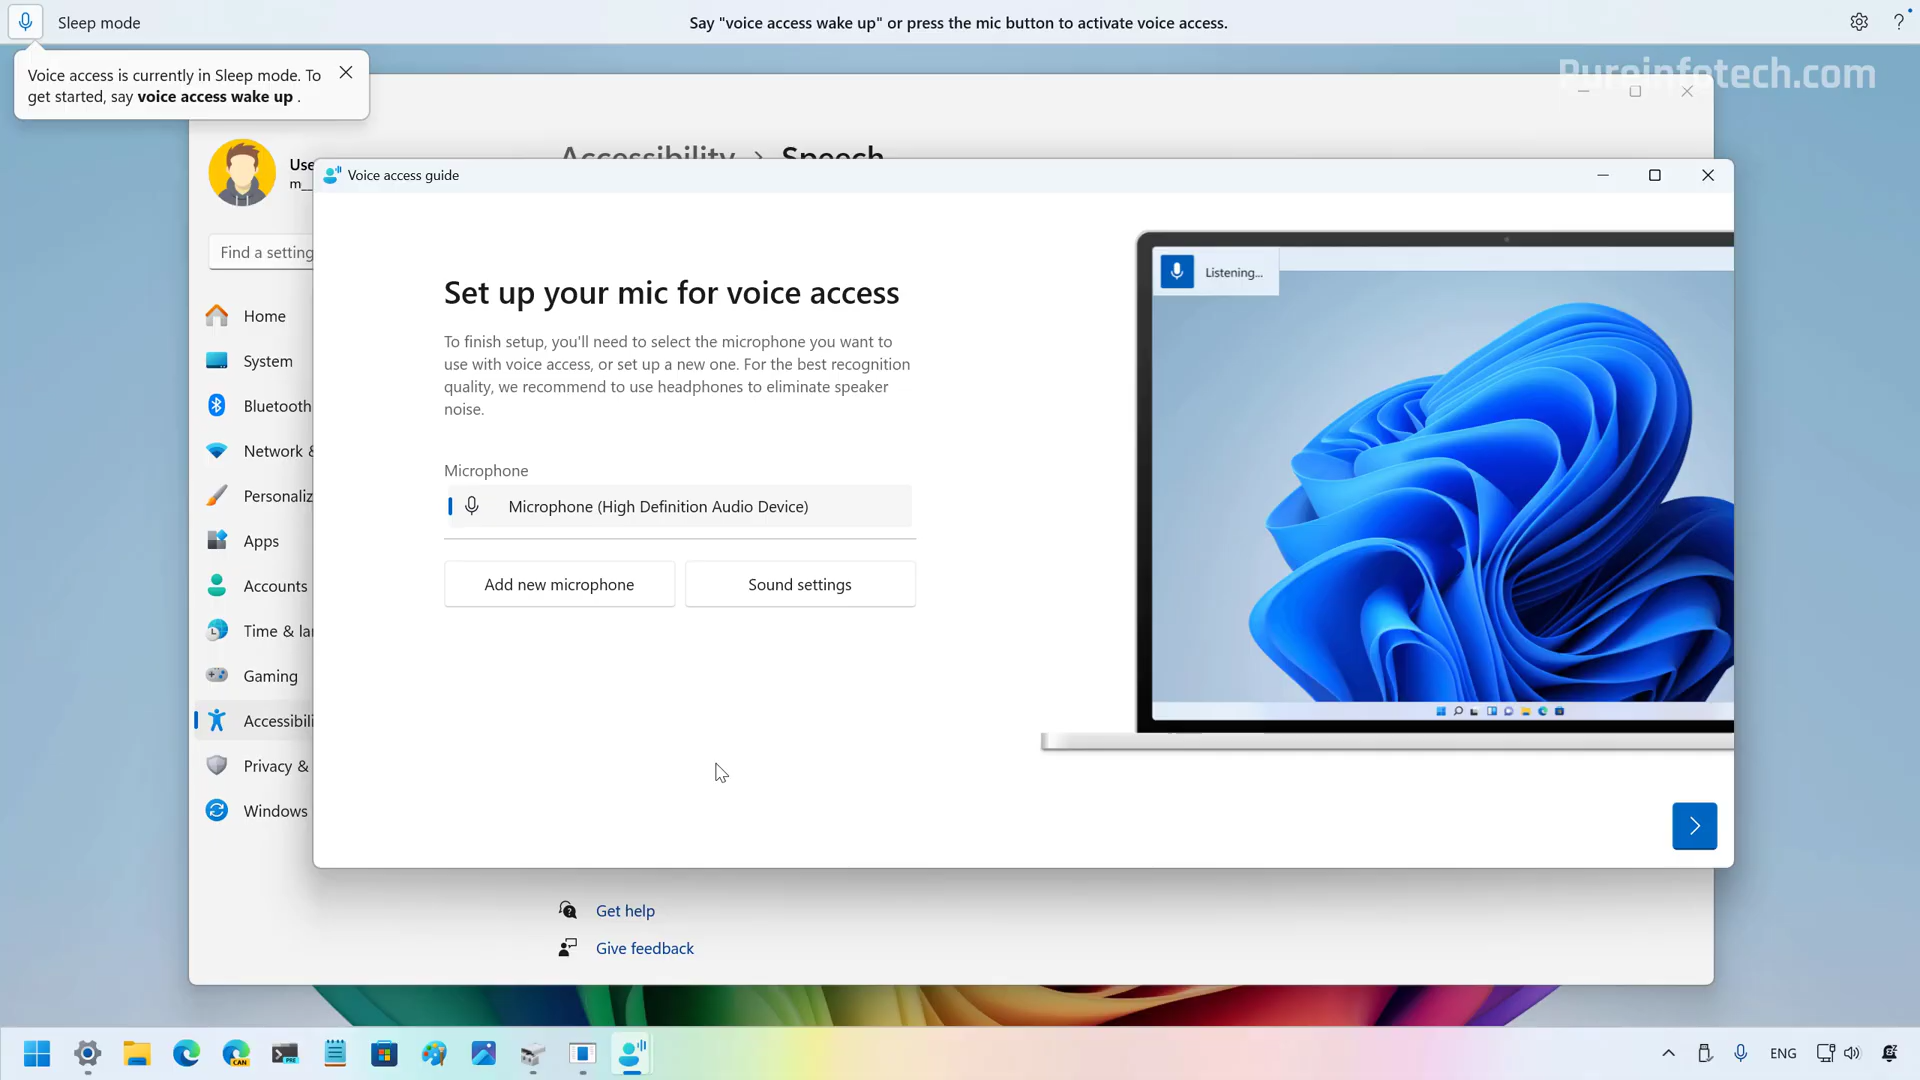 Sleep mode
Say "voice access wake up" or press the mic button to activate voice access.
Voice access is currently in Sleep mode. To
get started, say voice access wake up .
Pureinfotech.com
Use
m_
Accessibility > Speech
Voice access guide
Find a setting
Home
System
Bluetooth
Network &
Personaliz
Apps
Accounts
Time & lan
Gaming
Accessibili
Privacy &
Windows
Set up your mic for voice access
To finish setup, you'll need to select the microphone you want to
use with voice access, or set up a new one. For the best recognition
quality, we recommend to use headphones to eliminate speaker
noise.
Microphone
Microphone (High Definition Audio Device)
Add new microphone
Sound settings
Listening...
Get help
Give feedback
CAN
PRE
ENG